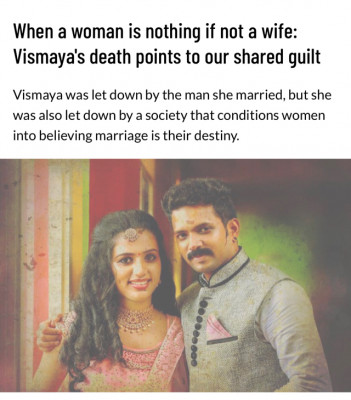 When a woman is nothing if not a wife:
Vismaya's death points to our shared guilt
Vismaya was let down by the man she married, but she
was also let down by a society that conditions women
into believing marriage is their destiny.